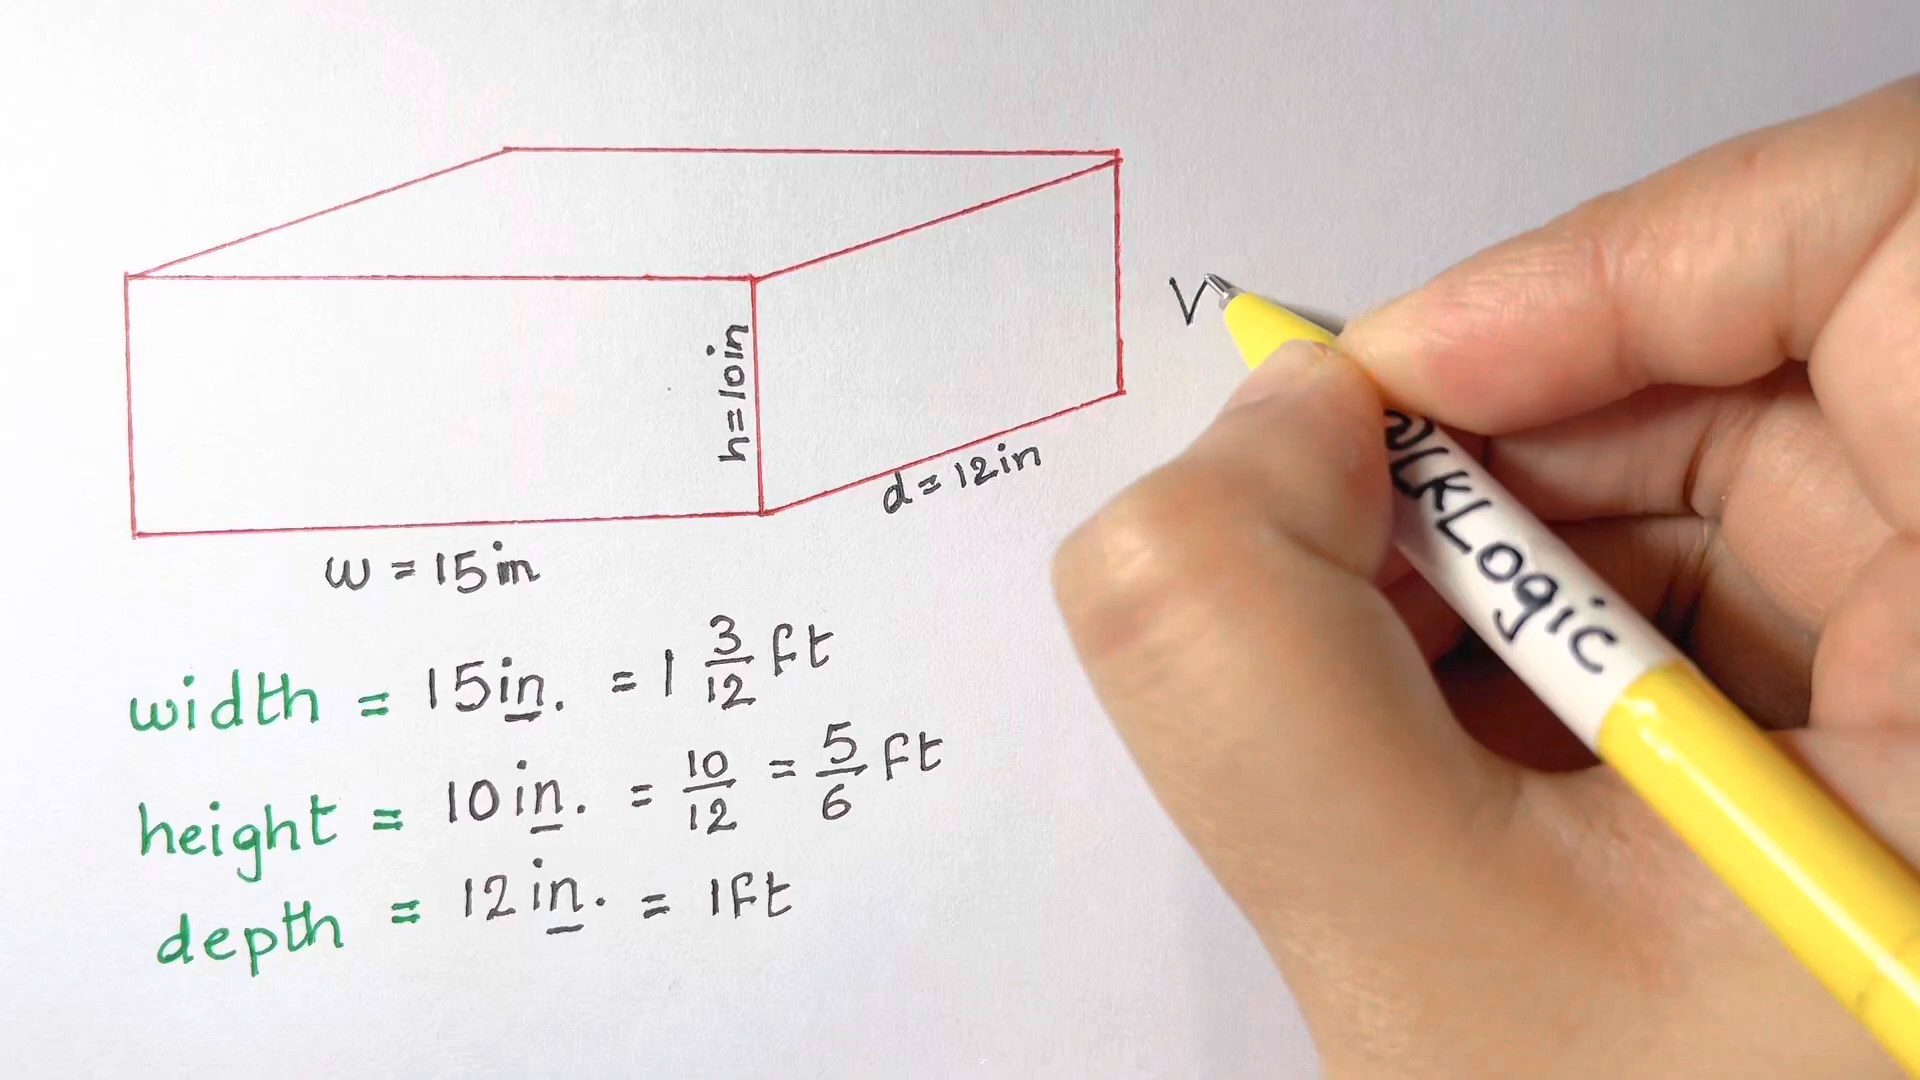 h=10in
d=12in
w=15in
V
@LKLogic
width = 15in. = 1 3/12 ft
height = 10in. = 10/12 = 5/6 ft
depth = 12in. = 1ft